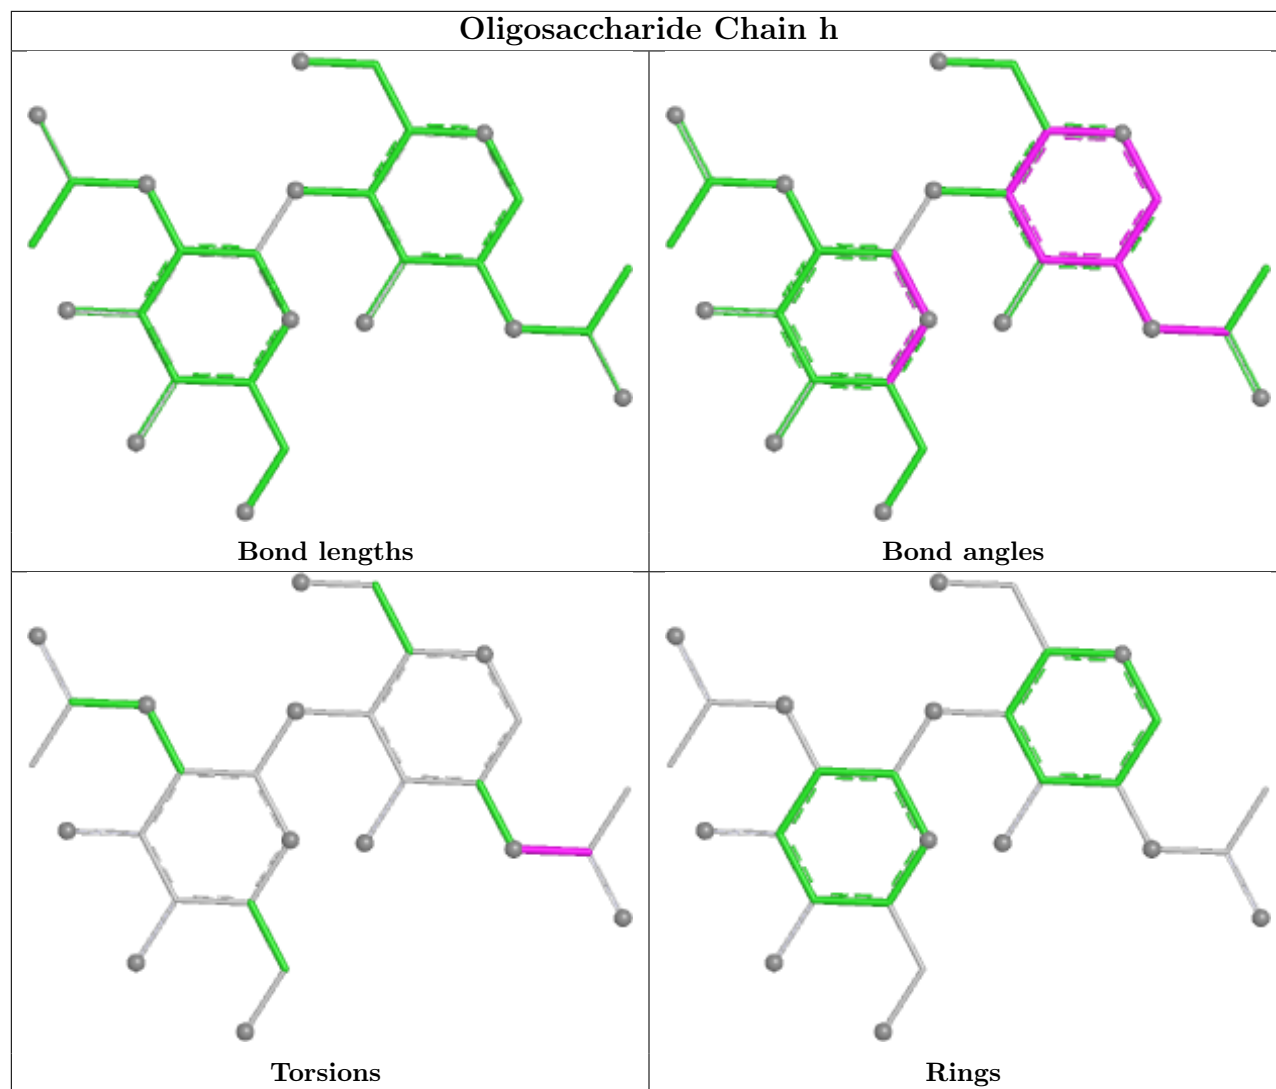 Oligosaccharide Chain h
Bond lengths
Bond angles
Torsions
Rings